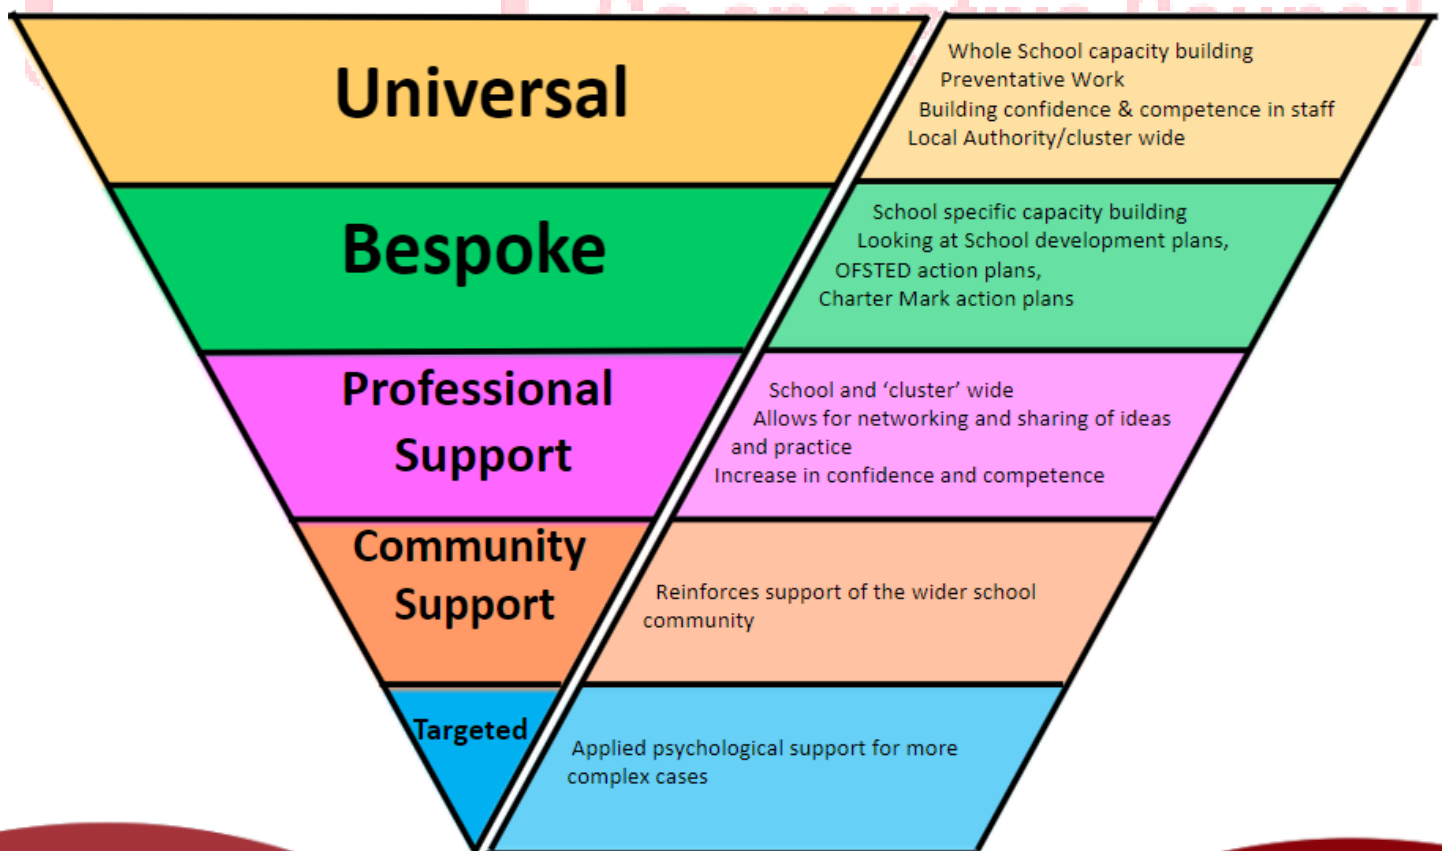 Co-operative Council
Universal
Whole School capacity building
Preventative Work
Building confidence & competence in staff
Local Authority/cluster wide
Bespoke
School specific capacity building
Looking at School development plans,
OFSTED action plans,
Charter Mark action plans
Professional
Support
School and ‘cluster’ wide
Allows for networking and sharing of ideas
and practice
Increase in confidence and competence
Community
Support
Reinforces support of the wider school
community
Targeted
Applied psychological support for more
complex cases